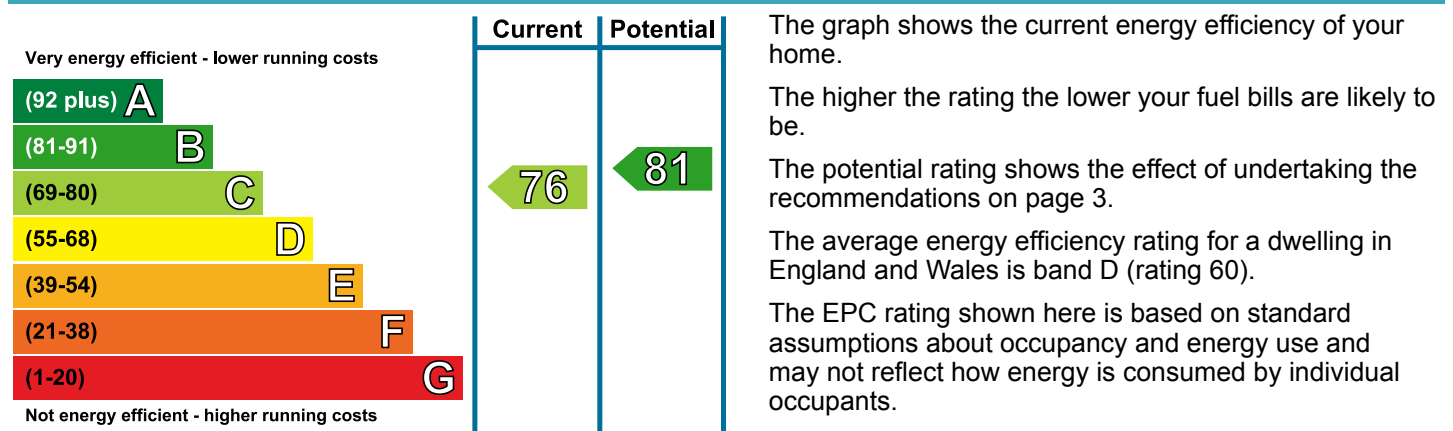 Current Potential
Very energy efficient - lower running costs
(92 plus) A
(81-91) B
(69-80) C
(55-68) D
(39-54) E
(21-38) F
(1-20) G
Not energy efficient - higher running costs
76
81
The graph shows the current energy efficiency of your
home.
The higher the rating the lower your fuel bills are likely to
be.
The potential rating shows the effect of undertaking the
recommendations on page 3.
The average energy efficiency rating for a dwelling in
England and Wales is band D (rating 60).
The EPC rating shown here is based on standard
assumptions about occupancy and energy use and
may not reflect how energy is consumed by individual
occupants.